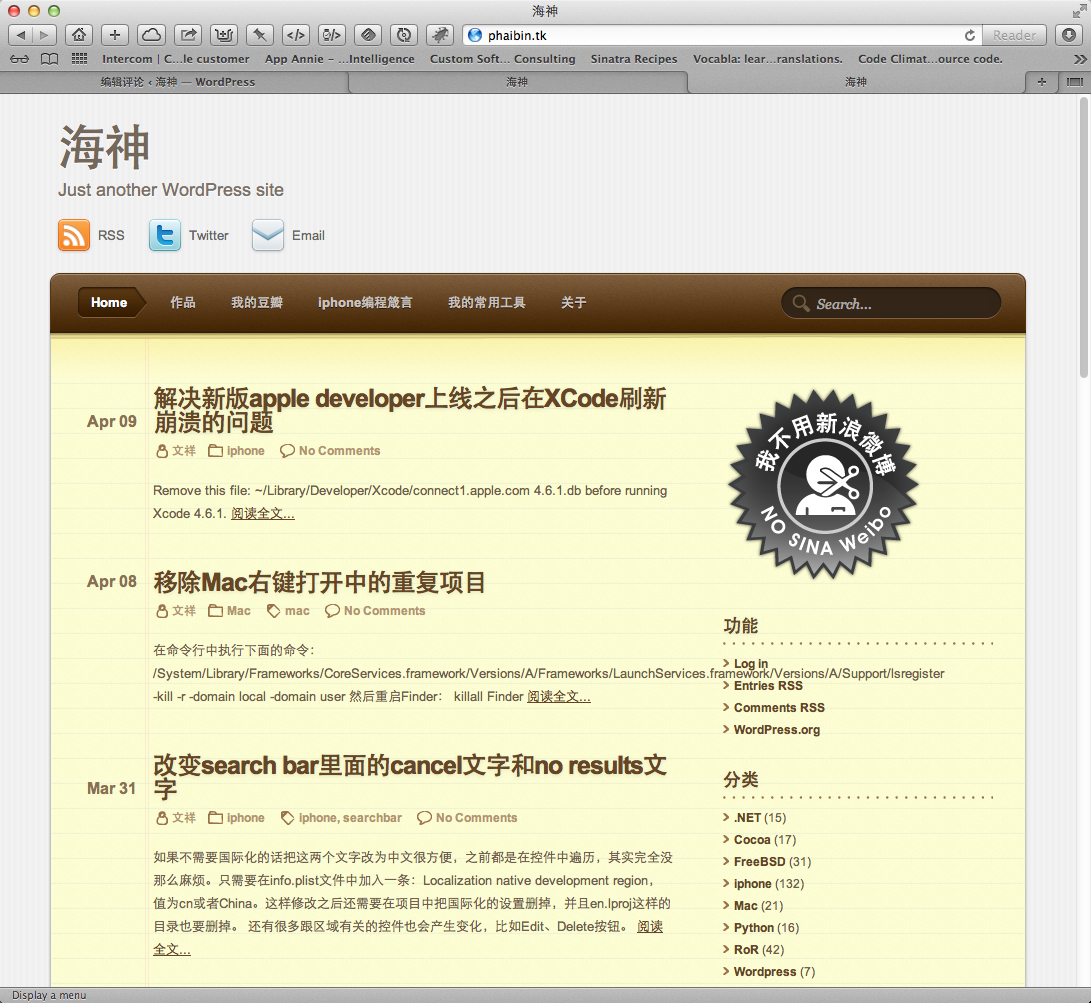 海神
phaibin.tk
Reader
Intercom | C...le customer App Annie – ...Intelligence Custom Soft... Consulting Sinatra Recipes Vocabla: lear...ranslations. Code Climat...ource code.
编辑评论 ‹ 海神 — WordPress
海神
海神
海神
Just another WordPress site
RSS Twitter Email
Home 作品 我的豆瓣 iphone编程箴言 我的常用工具 关于 Search...
Apr 09
解决新版apple developer上线之后在XCode刷新
崩溃的问题
文祥 iphone No Comments
Remove this file: ~/Library/Developer/Xcode/connect1.apple.com 4.6.1.db before running
Xcode 4.6.1. 阅读全文...
Apr 08
移除Mac右键打开中的重复项目
文祥 Mac mac No Comments
在命令行中执行下面的命令：
/System/Library/Frameworks/CoreServices.framework/Versions/A/Frameworks/LaunchServices.framework/Versions/A/Support/lsregister
-kill -r -domain local -domain user 然后重启Finder： killall Finder 阅读全文...
Mar 31
改变search bar里面的cancel文字和no results文
字
文祥 iphone iphone, searchbar No Comments
如果不需要国际化的话把这两个文字改为中文很方便，之前都是在控件中遍历，其实完全没
那么麻烦。只需要在info.plist文件中加入一条：Localization native development region，
值为cn或者China。这样修改之后还需要在项目中把国际化的设置删掉，并且en.lproj这样的
目录也要删掉。 还有很多跟区域有关的控件也会产生变化，比如Edit、Delete按钮。 阅读
全文...
我不用新浪微博
NO SINA Weibo
功能
Log in
Entries RSS
Comments RSS
WordPress.org
分类
.NET (15)
Cocoa (17)
FreeBSD (31)
iphone (132)
Mac (21)
Python (16)
RoR (42)
Wordpress (7)
Display a menu